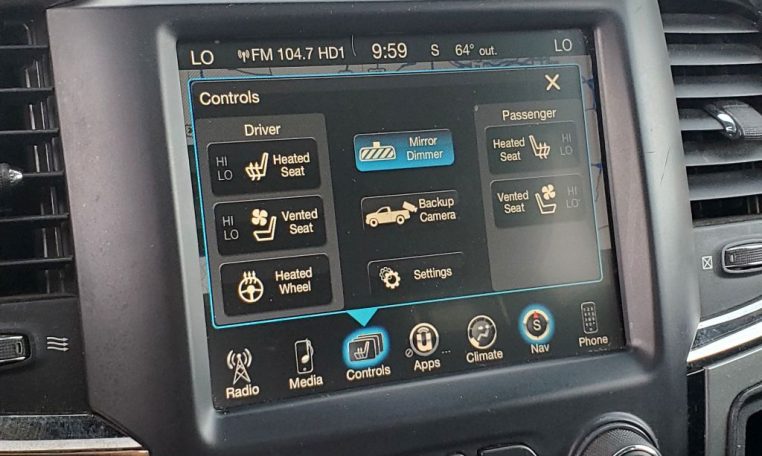 LO FM 104.7 HD1 9:59 S 64° out. LO
Controls X
Driver
HI
LO
Heated
Seat
HI
LO
Vented
Seat
Heated
Wheel
Mirror
Dimmer
Backup
Camera
Settings
Passenger
Heated
Seat
HI
LO
Vented
Seat
HI
LO
Radio Media Controls Apps Climate S Nav Phone